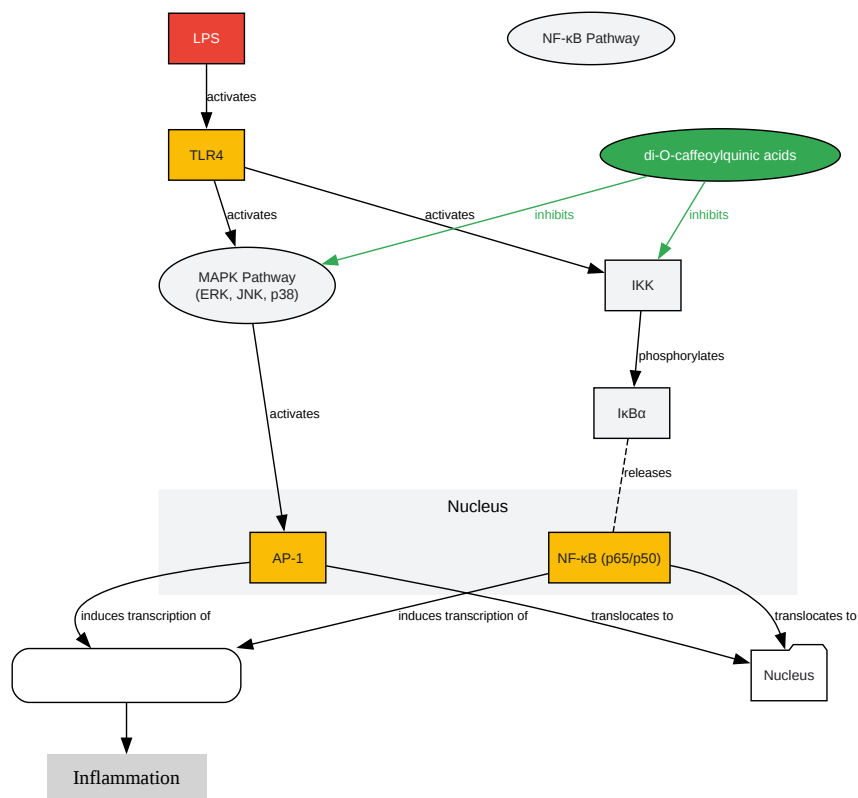 LPS
NF-κB Pathway
activates
TLR4
di-O-caffeoylquinic acids
activates
activates
inhibits
inhibits
MAPK Pathway
(ERK, JNK, p38)
IKK
phosphorylates
activates
IκBα
releases
Nucleus
AP-1
NF-κB (p65/p50)
induces transcription of
induces transcription of
translocates to
translocates to
Nucleus
Inflammation